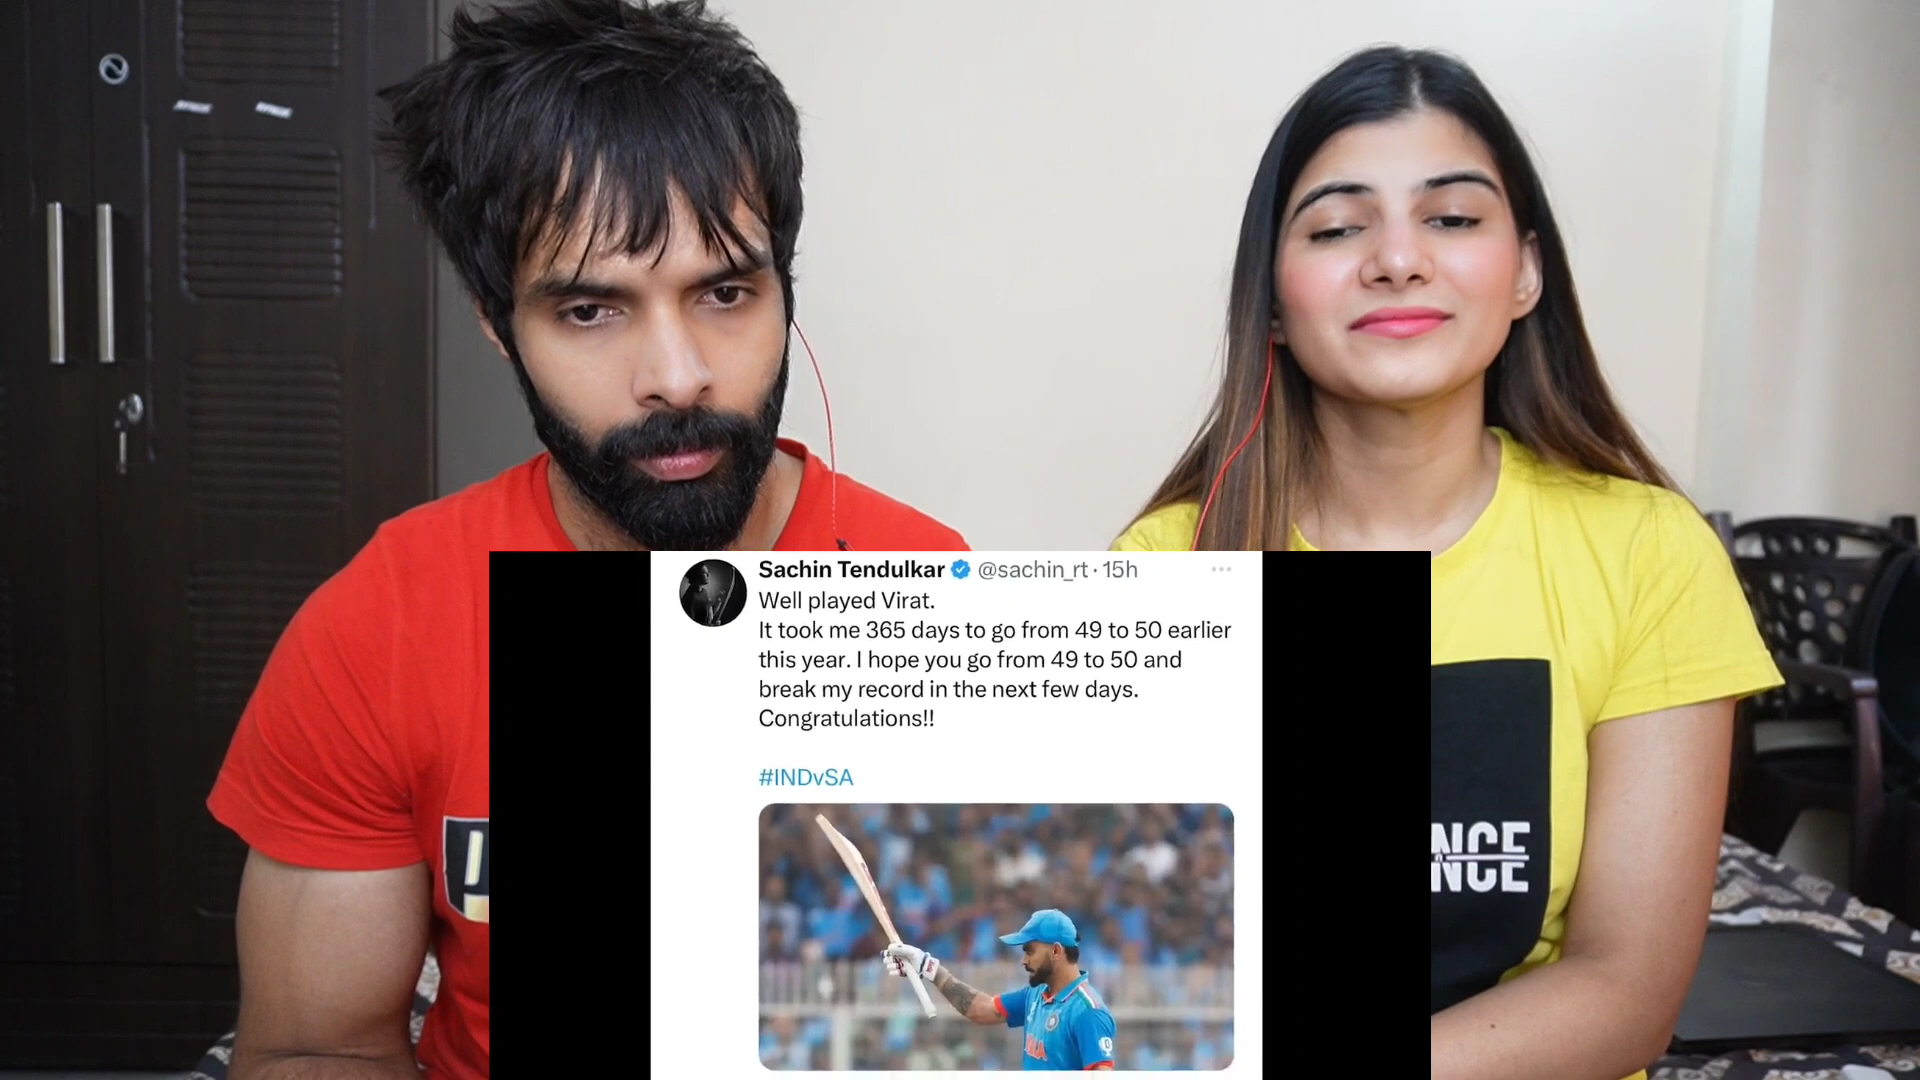 Sachin Tendulkar @sachin_rt · 15h
Well played Virat.
It took me 365 days to go from 49 to 50 earlier
this year. I hope you go from 49 to 50 and
break my record in the next few days.
Congratulations!!
#INDvSA
NCE